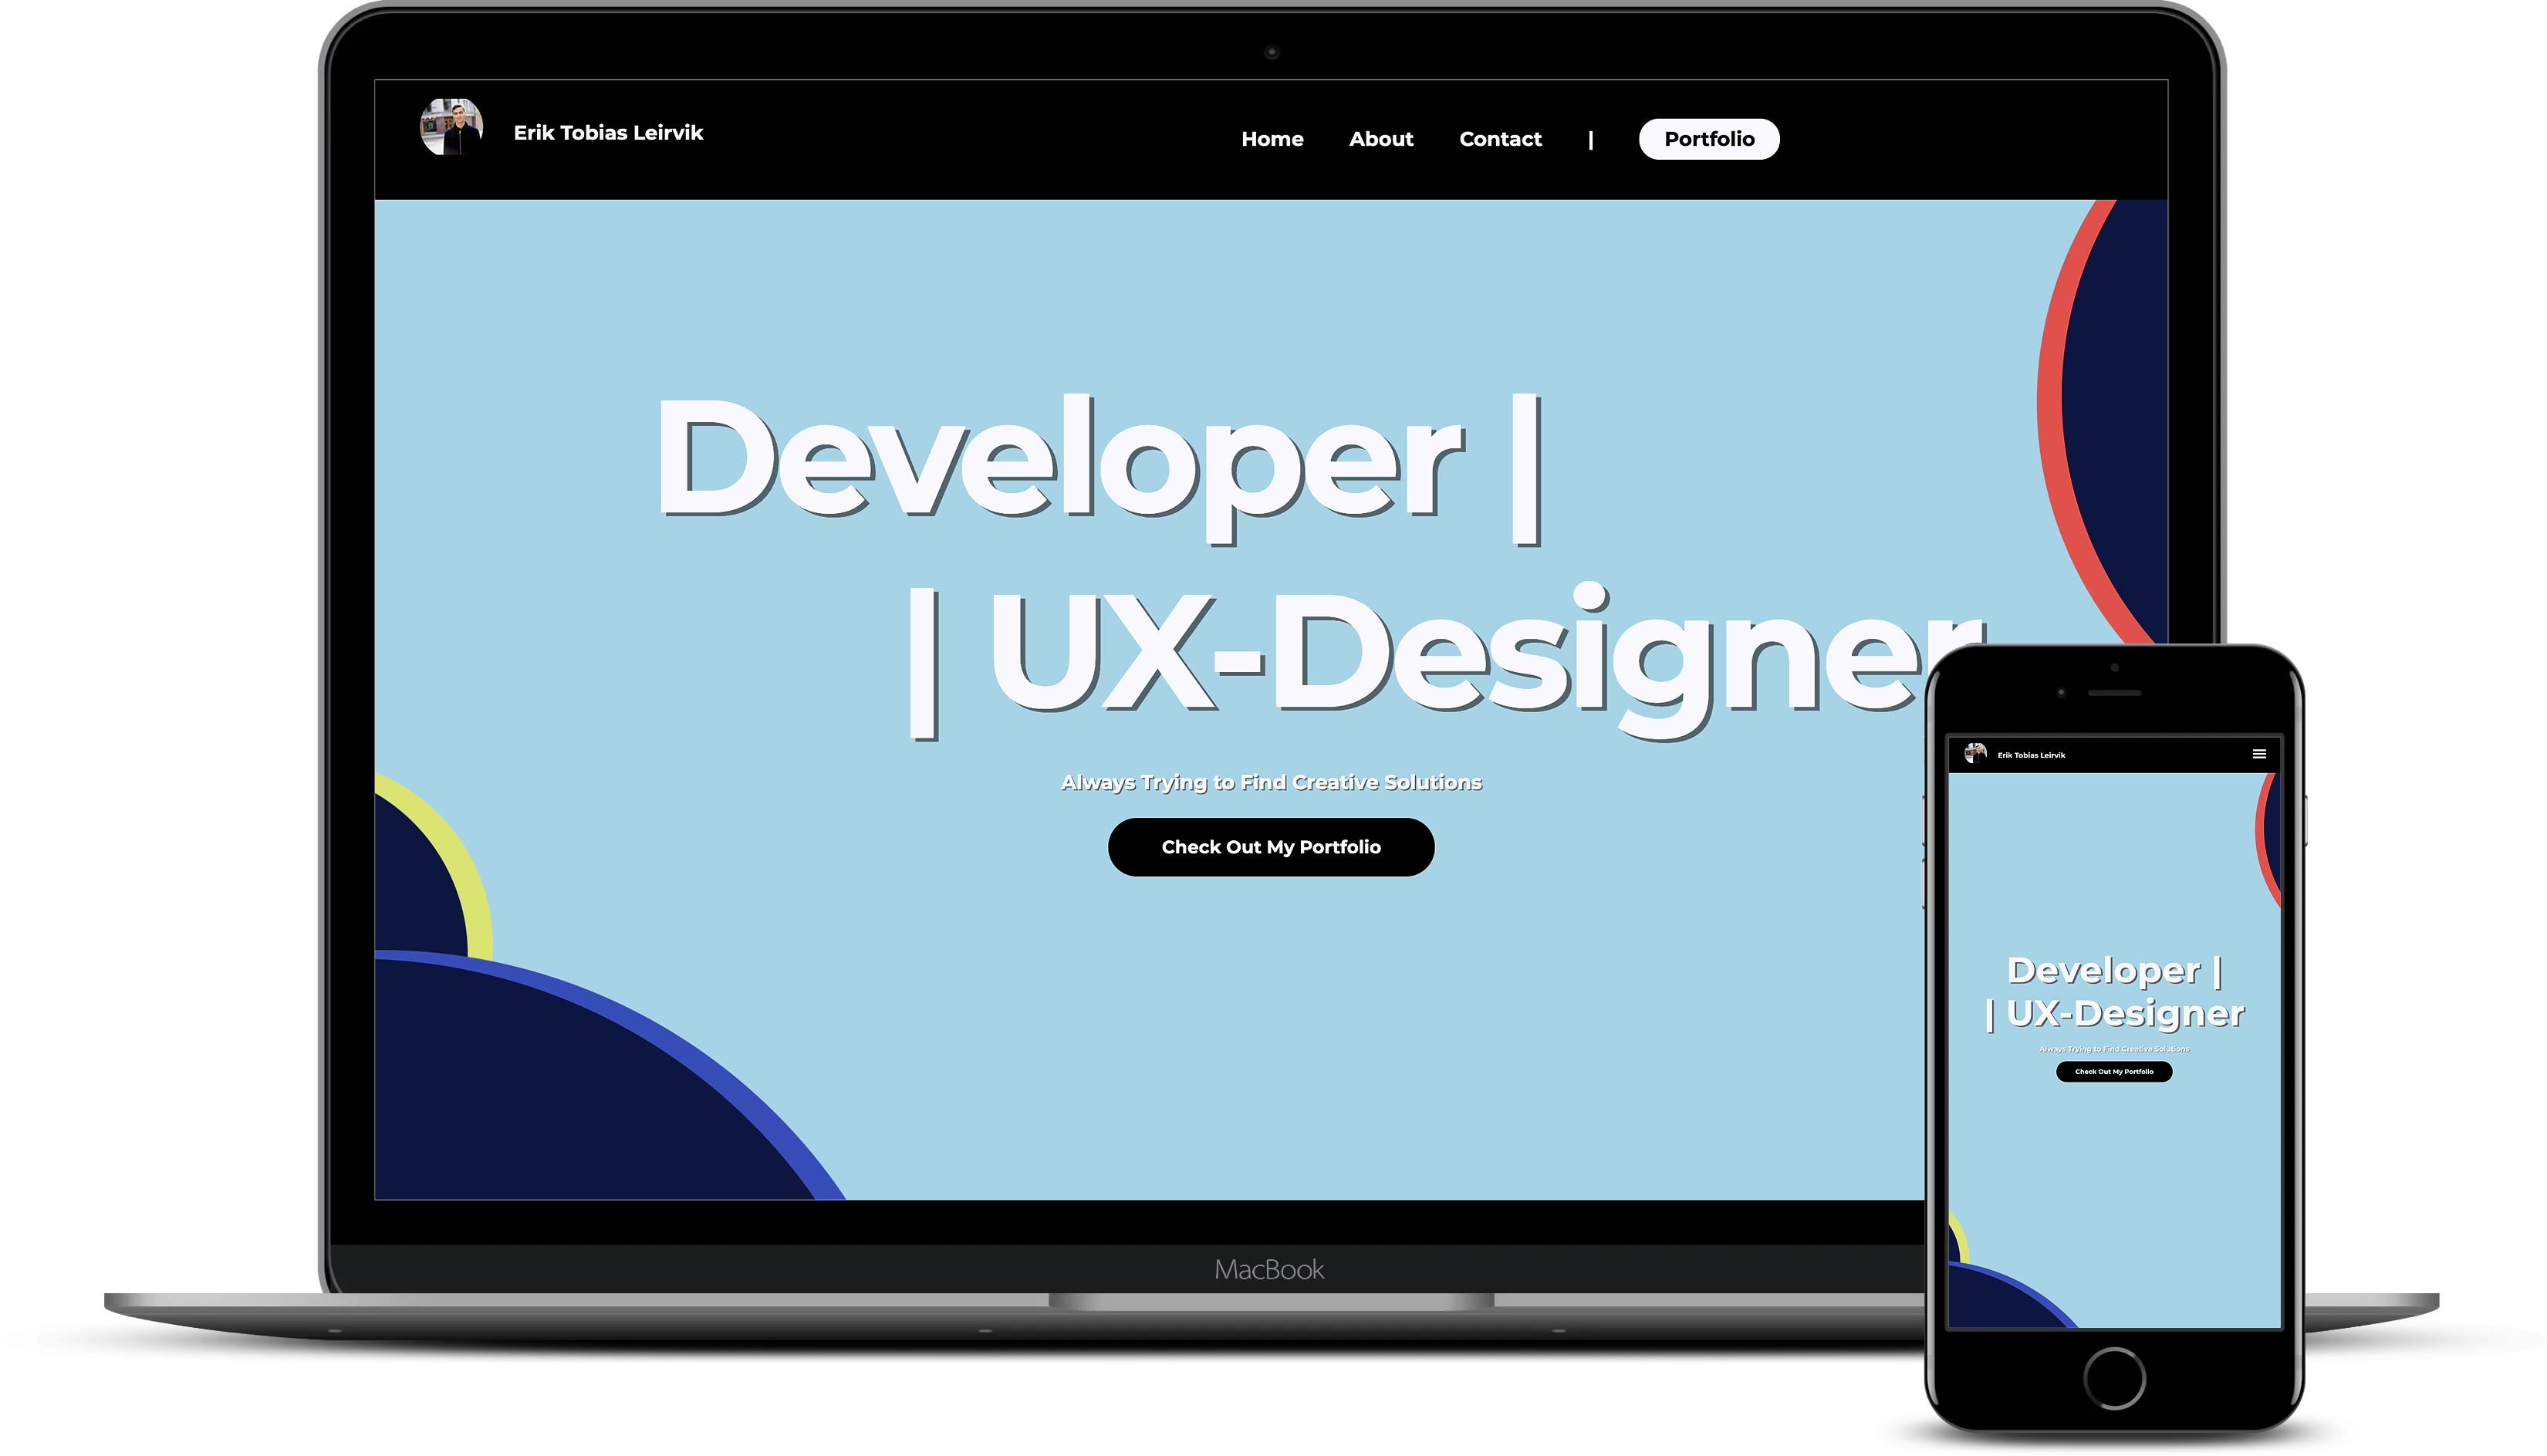 Erik Tobias Leirvik
Home About Contact | Portfolio
Developer |
| UX-Designer
Always Trying to Find Creative Solutions
Check Out My Portfolio
MacBook
Erik Tobias Leirvik
Developer |
| UX-Designer
Always Trying to Find Creative Solutions
Check Out My Portfolio